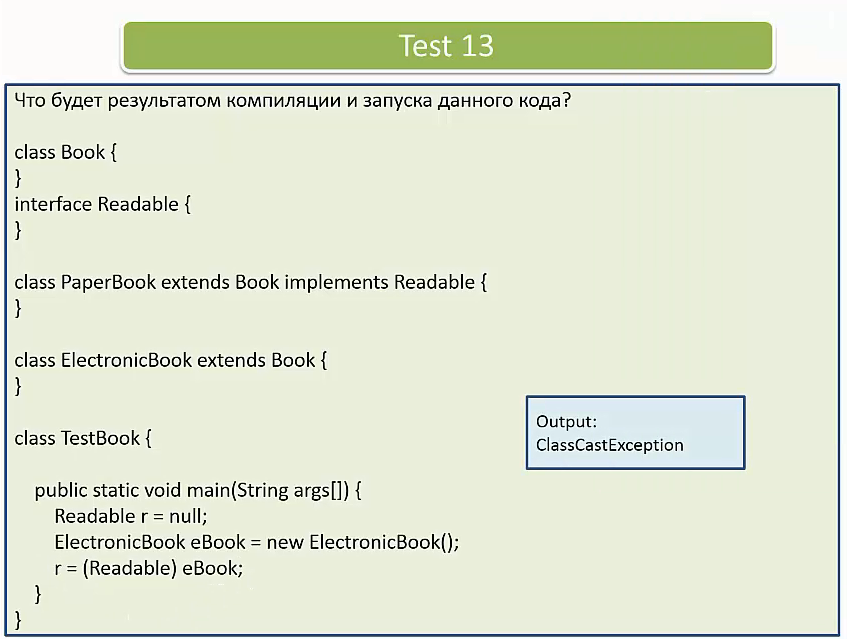 Test 13
Что будет результатом компиляции и запуска данного кода?
class Book {
}
interface Readable {
}
class PaperBook extends Book implements Readable {
}
class ElectronicBook extends Book {
}
class TestBook {
public static void main(String args[]) {
Readable r = null;
ElectronicBook eBook = new ElectronicBook();
r = (Readable) eBook;
}
}
Output:
ClassCastException